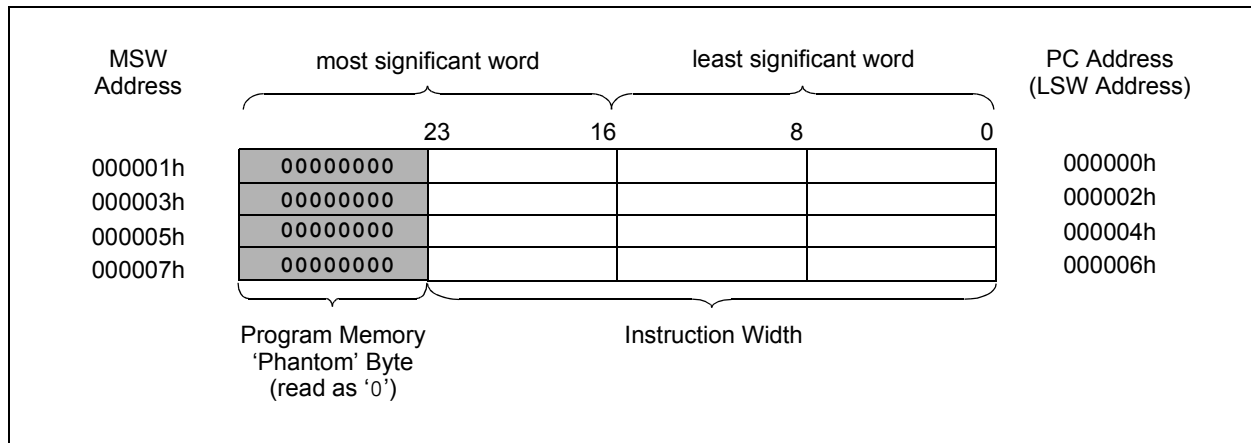 MSW
Address
most significant word
least significant word
PC Address
(LSW Address)
23 16 8 0
000001h 00000000 000000h
000003h 00000000 000002h
000005h 00000000 000004h
000007h 00000000 000006h
Program Memory
‘Phantom’ Byte
(read as ‘0’)
Instruction Width